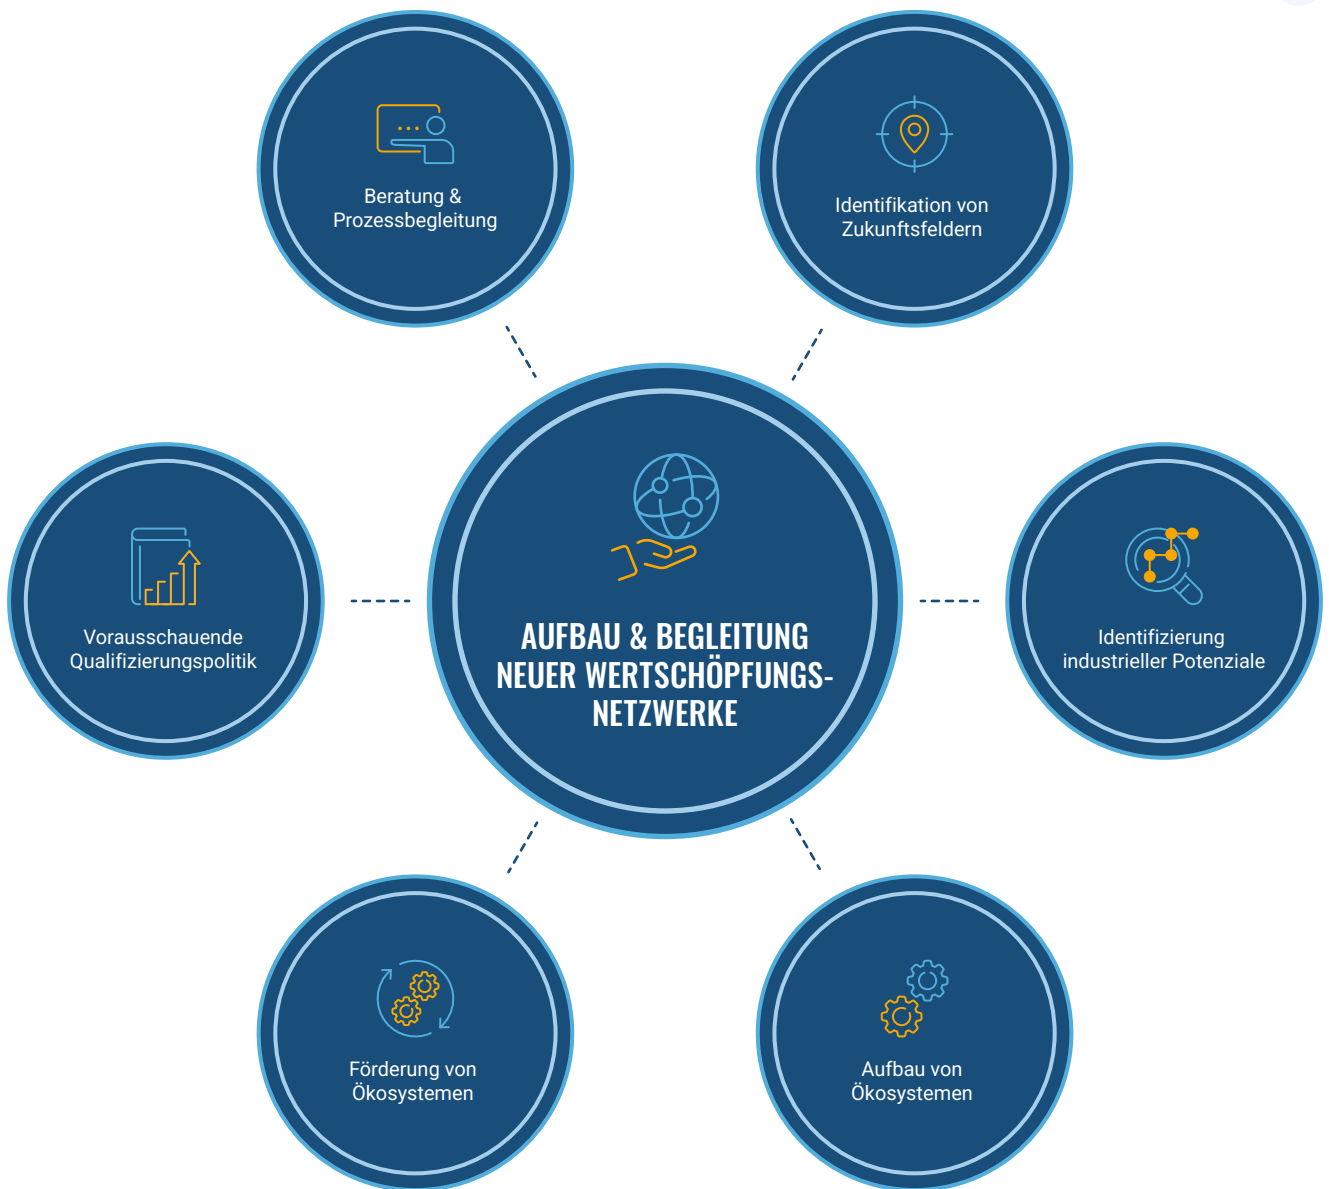 Beratung &
Prozessbegleitung
Identifikation von
Zukunftsfeldern
Vorausschauende
Qualifizierungspolitik
AUFBAU & BEGLEITUNG
NEUER WERTSCHÖPFUNGS-
NETZWERKE
Identifizierung
industrieller Potenziale
Förderung von
Ökosystemen
Aufbau von
Ökosystemen